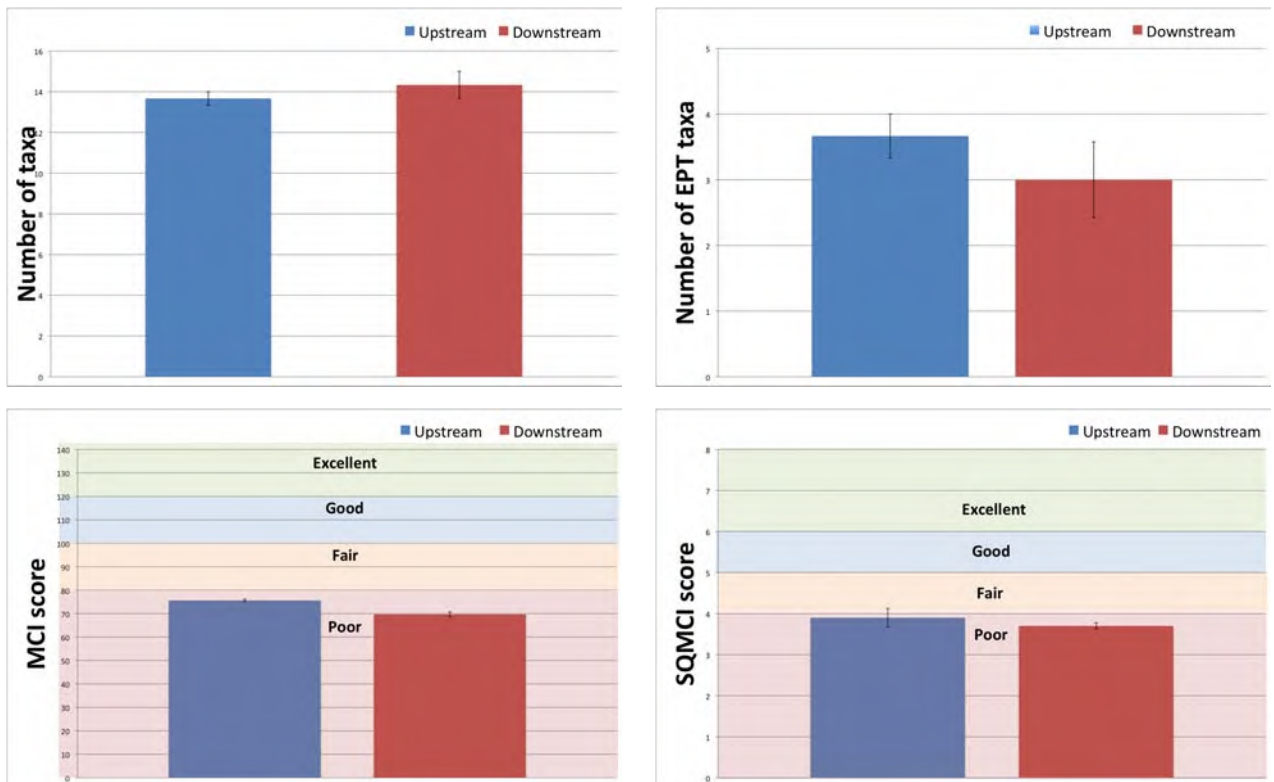 Upstream Downstream
Number of taxa
16
14
12
10
8
6
4
2
0
Upstream Downstream
Number of EPT taxa
5
4
3
2
1
0
Upstream Downstream
MCI score
140
130
120
110
100
90
80
70
60
50
40
30
20
10
0
Excellent
Good
Fair
Poor
Upstream Downstream
SQMCI score
8
7
6
5
4
3
2
1
0
Excellent
Good
Fair
Poor